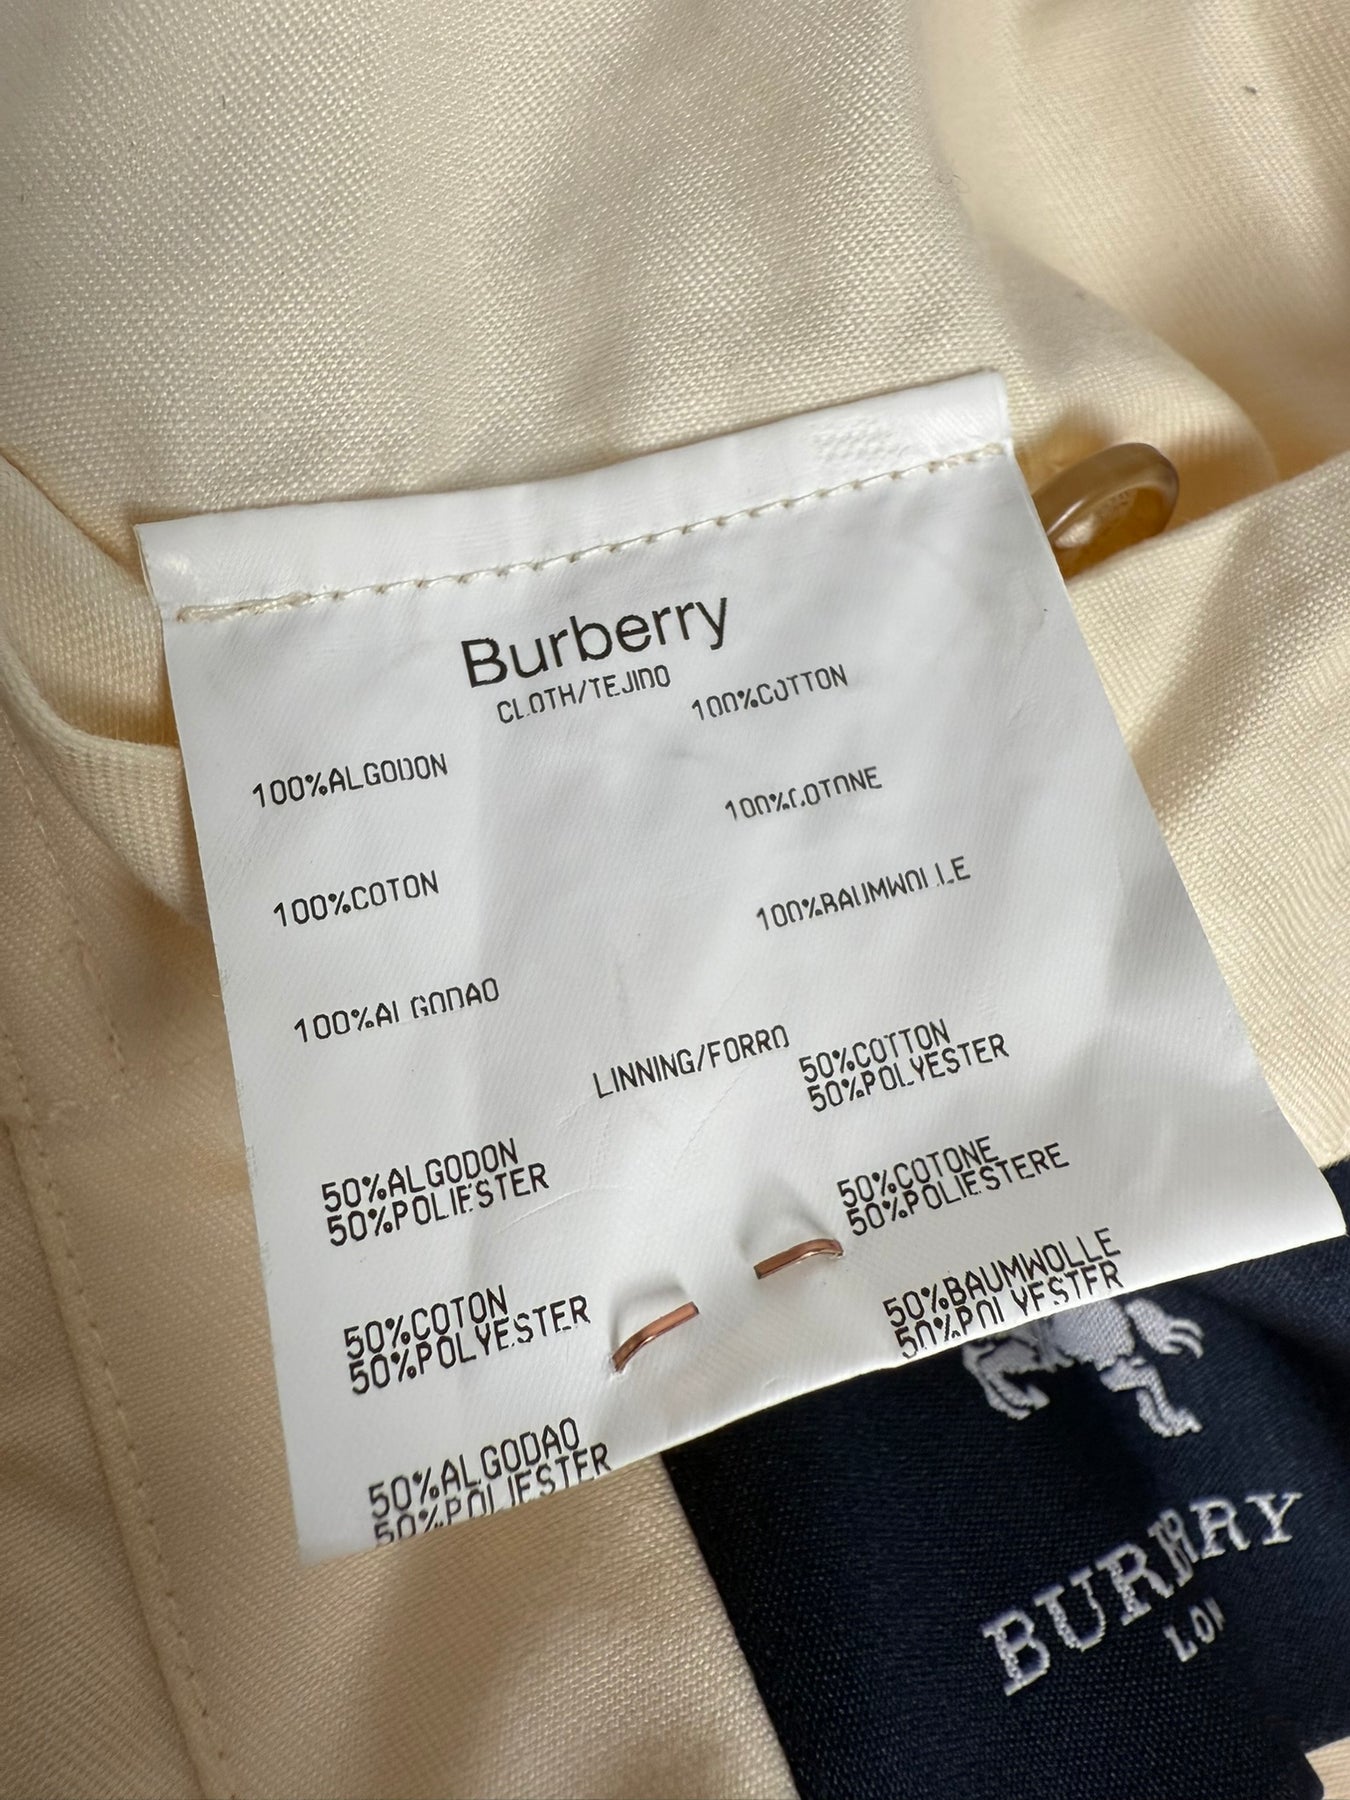 Burberry
CLOTH/TEJIDO
100%COTTON
100%ALGODON
100%COTONE
100%COTON
100%BAUMWOLLE
100%ALGODAO
LINNING/FORRO
50%COTTON
50%POLYESTER
50%ALGODON
50%POLIESTER
50%COTONE
50%POLIESTERE
50%COTON
50%POLYESTER
50%BAUMWOLLE
50%POLYESTER
50%ALGODAO
50%POLIESTER